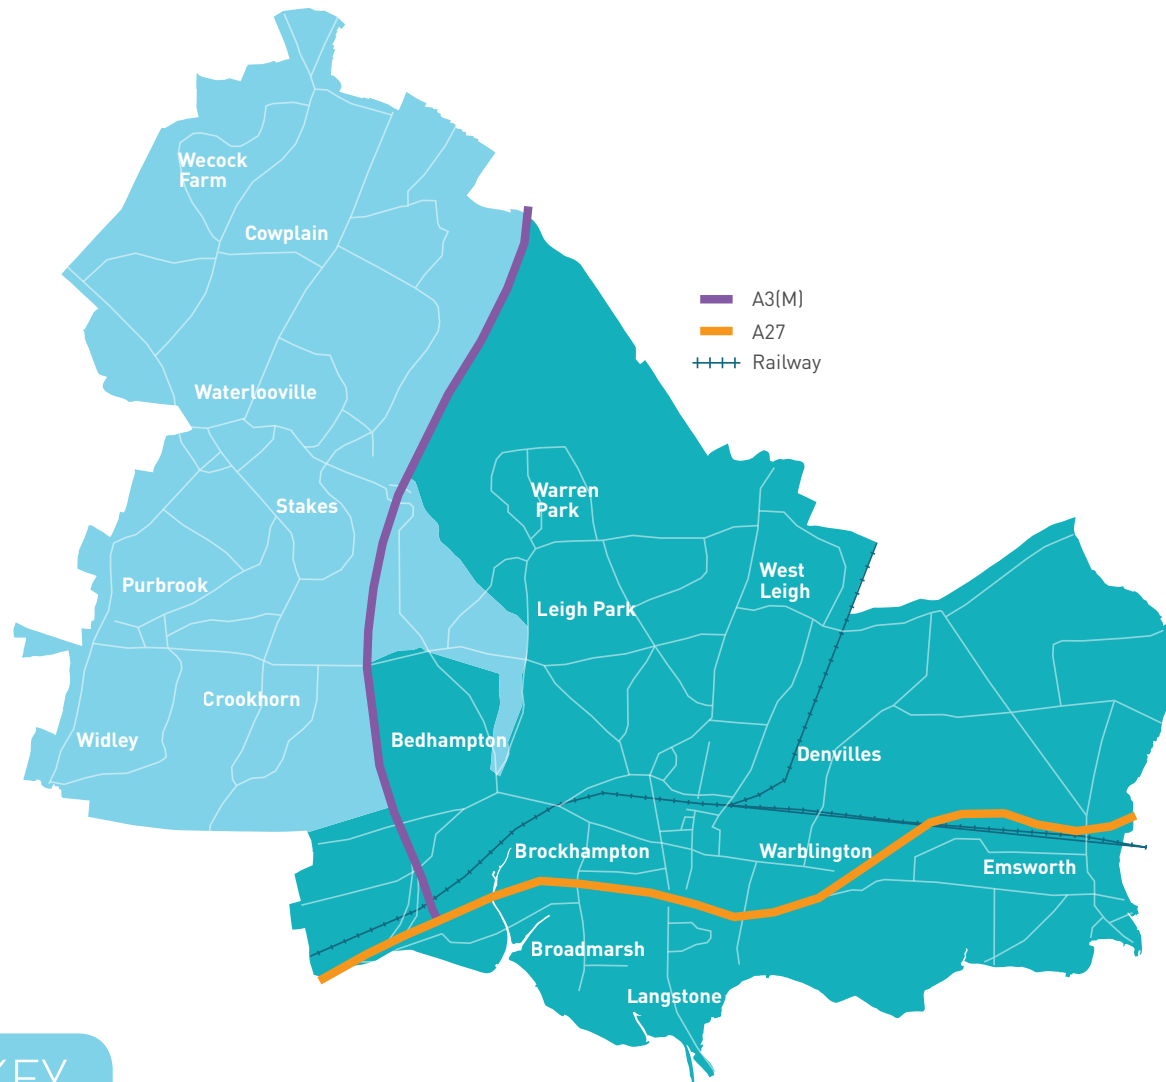 Wecock
Farm
Cowplain
A3(M)
A27
Railway
Waterlooville
Warren
Park
Stakes
West
Leigh
Purbrook
Leigh Park
Crookhorn
Widley
Bedhampton
Denvilles
Brockhampton
Warblington
Emsworth
Broadmarsh
Langstone
KEY